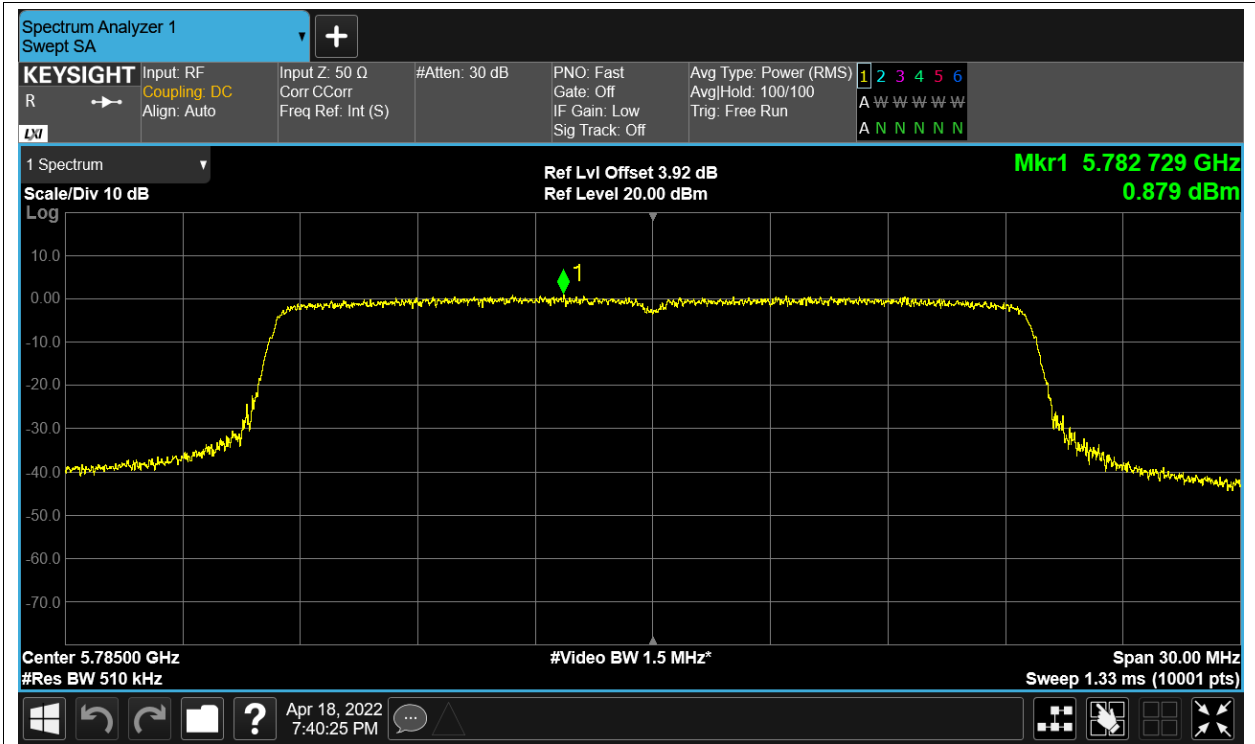 Spectrum Analyzer 1
Swept SA
+
KEYSIGHT
R
LXI
Input: RF
Coupling: DC
Align: Auto
Input Z: 50 Ω
Corr CCorr
Freq Ref: Int (S)
#Atten: 30 dB
PNO: Fast
Gate: Off
IF Gain: Low
Sig Track: Off
Avg Type: Power (RMS)
Avg|Hold: 100/100
Trig: Free Run
1 2 3 4 5 6
A W W W W W
A N N N N N
1 Spectrum
Scale/Div 10 dB
Log
Ref Lvl Offset 3.92 dB
Ref Level 20.00 dBm
Mkr1 5.782 729 GHz
0.879 dBm
10.0
0.00
-10.0
-20.0
-30.0
-40.0
-50.0
-60.0
-70.0
1
Center 5.78500 GHz
#Res BW 510 kHz
#Video BW 1.5 MHz*
Span 30.00 MHz
Sweep 1.33 ms (10001 pts)
?
Apr 18, 2022
7:40:25 PM